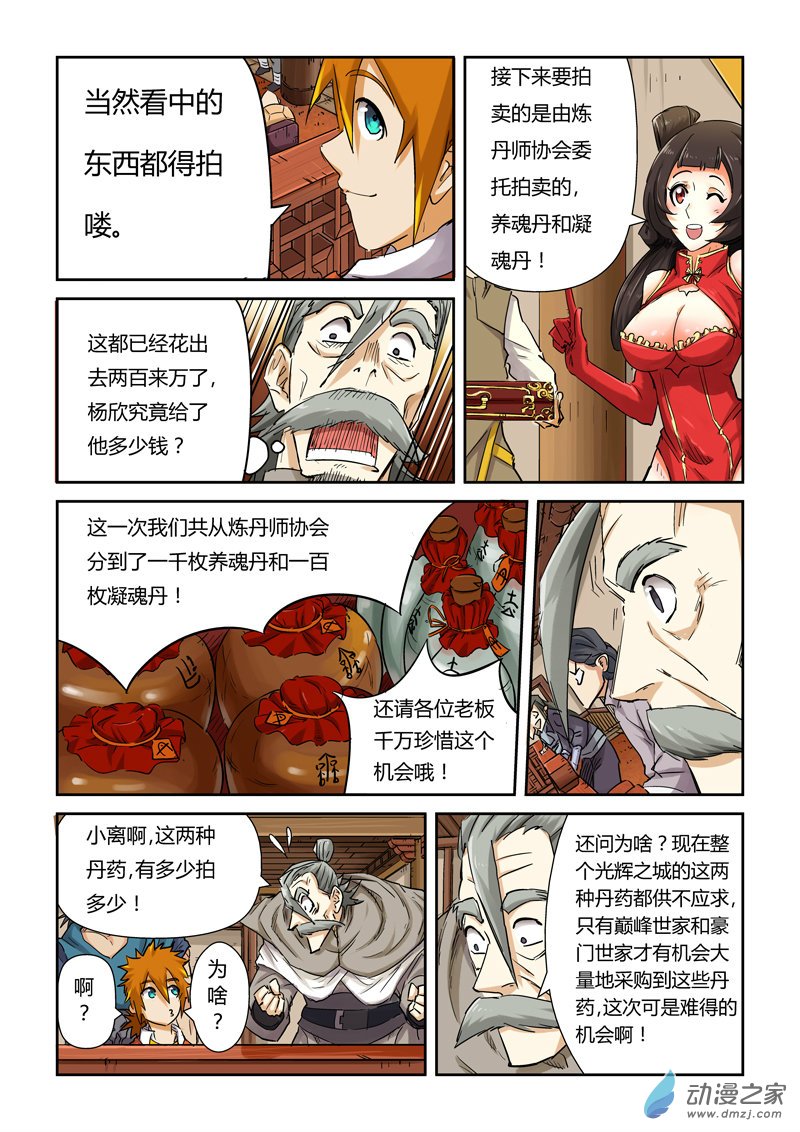 当然看中的
东西都得拍
喽。
接下来要拍
卖的是由炼
丹师协会委
托拍卖的，
养魂丹和凝
魂丹！
这都已经花出
去两百来万了，
杨欣究竟给了
他多少钱？
这一次我们共从炼丹师协会
分到了一千枚养魂丹和一百
枚凝魂丹！
还请各位老板
千万珍惜这个
机会哦！
小离啊，这两种
丹药，有多少拍
多少！
啊？
为啥？
还问为啥？现在整
个光辉之城的这两
种丹药都供不应求，
只有巅峰世家和豪
门世家才有机会大
量地采购到这些丹
药，这次可是难得的
机会啊！
动漫之家
www.dmzj.com